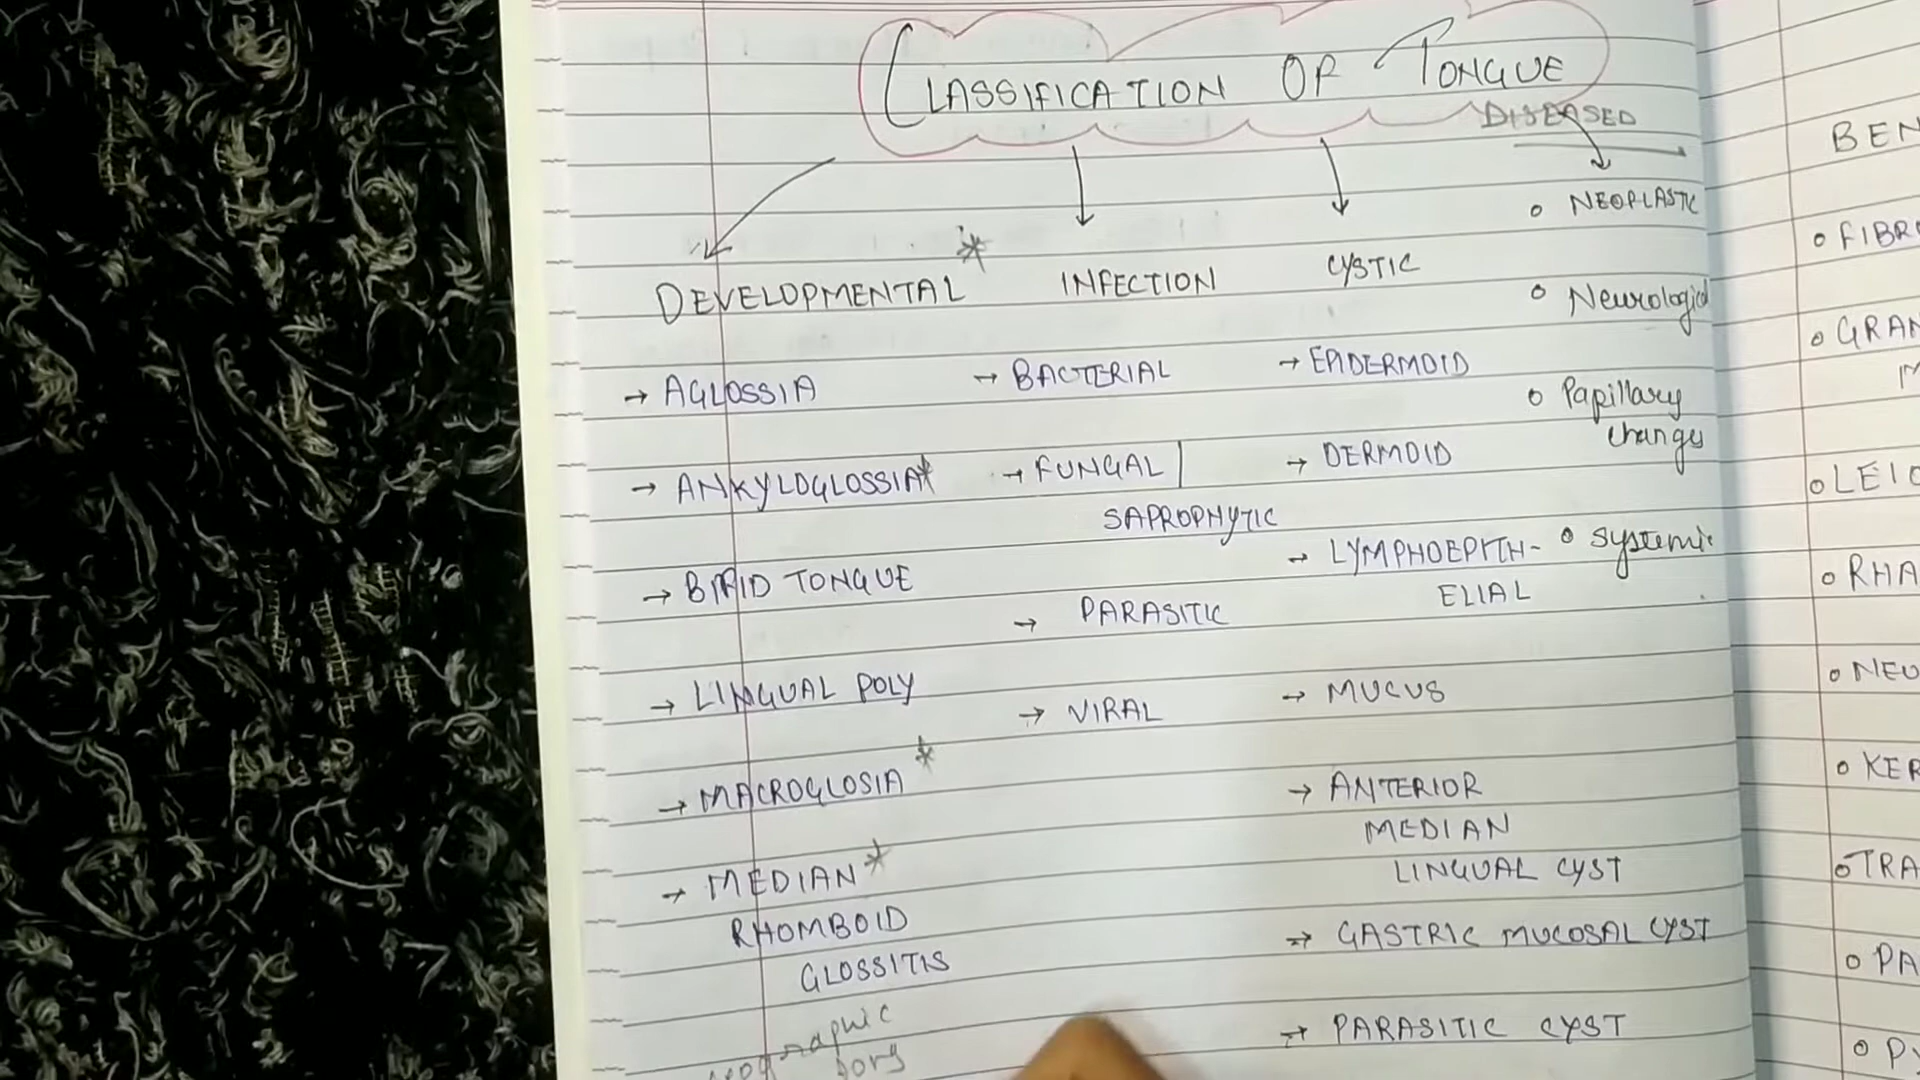 CLASSIFICATION OF TONGUE
DISEASED
DEVELOPMENTAL*
→ AGLOSSIA
→ ANKYLOGLOSSIA*
→ BIFID TONGUE
→ LINGUAL POLY
→ MACROGLOSIA *
→ MEDIAN *
RHOMBOID
GLOSSITIS
INFECTION
→ BACTERIAL
→ FUNGAL |
SAPROPHYTIC
→ PARASITIC
→ VIRAL
CYSTIC
→ EPIDERMOID
→ DERMOID
→ LYMPHOEPITH-
ELIAL
→ MUCUS
→ ANTERIOR
MEDIAN
LINGUAL CYST
→ GASTRIC MUCOSAL CYST
→ PARASITIC CYST
o NEOPLASTIC
o Neurological
o Papillary
changes
o Systemic
BEN
o FIBR
o GRAN
o LEIO
o RHA
o NEU
o KER
o TRA
o PA